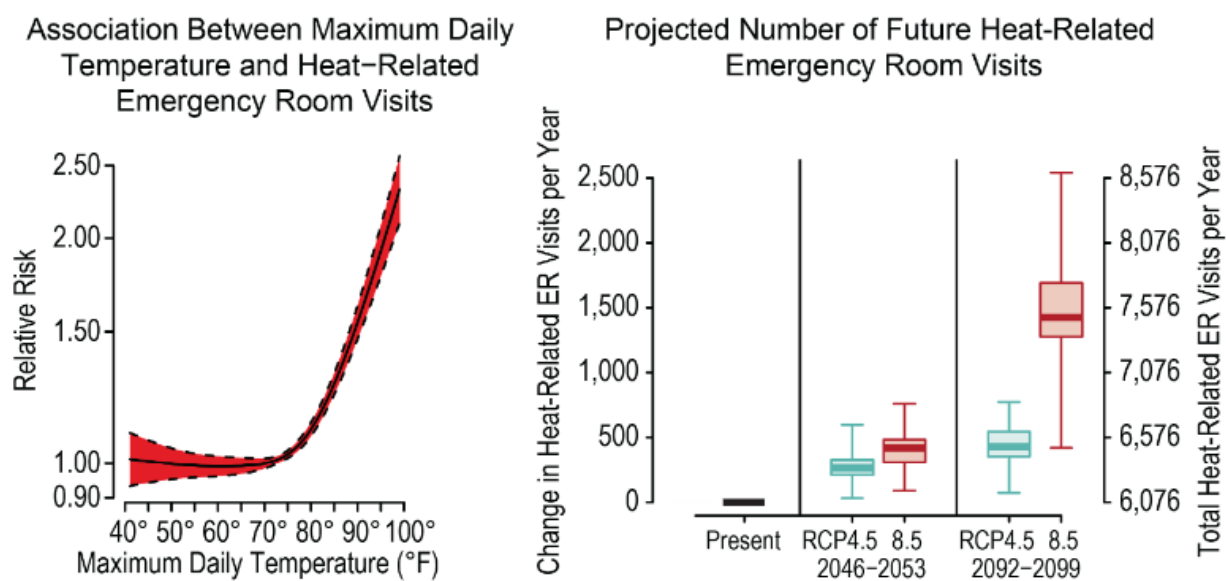 Association Between Maximum Daily
Temperature and Heat-Related
Emergency Room Visits
Relative Risk
2.50
2.00
1.50
1.00
0.90
40° 50° 60° 70° 80° 90° 100°
Maximum Daily Temperature (°F)
Projected Number of Future Heat-Related
Emergency Room Visits
Change in Heat-Related ER Visits per Year
2,500
2,000
1,500
1,000
500
0
Present
RCP4.5 8.5
2046-2053
RCP4.5 8.5
2092-2099
8,576
8,076
7,576
7,076
6,576
6,076
Total Heat-Related ER Visits per Year